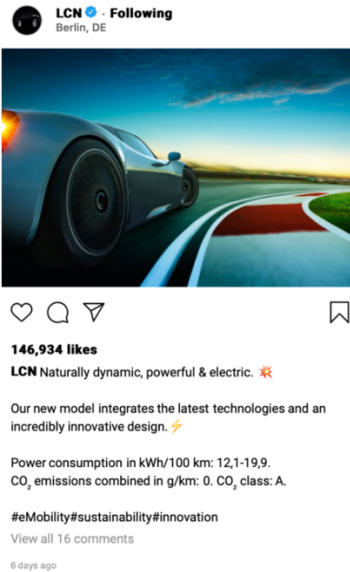 LCN · Following
Berlin, DE
146,934 likes
LCN Naturally dynamic, powerful & electric. 💥
Our new model integrates the latest technologies and an
incredibly innovative design.⚡
Power consumption in kWh/100 km: 12,1-19,9.
CO₂ emissions combined in g/km: 0. CO₂ class: A.
#eMobility#sustainability#innovation
View all 16 comments
6 days ago